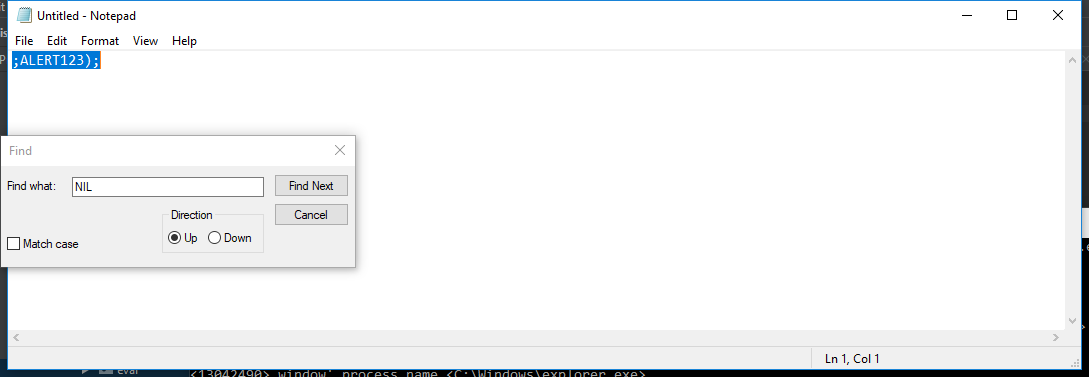 Untitled - Notepad
File Edit Format View Help
;ALERT123);
Find
Find what: NIL Find Next
Direction Cancel
Up Down
Match case
Ln 1, Col 1
eval
<13042490> window' process name <C:\Windows\explorer.exe>